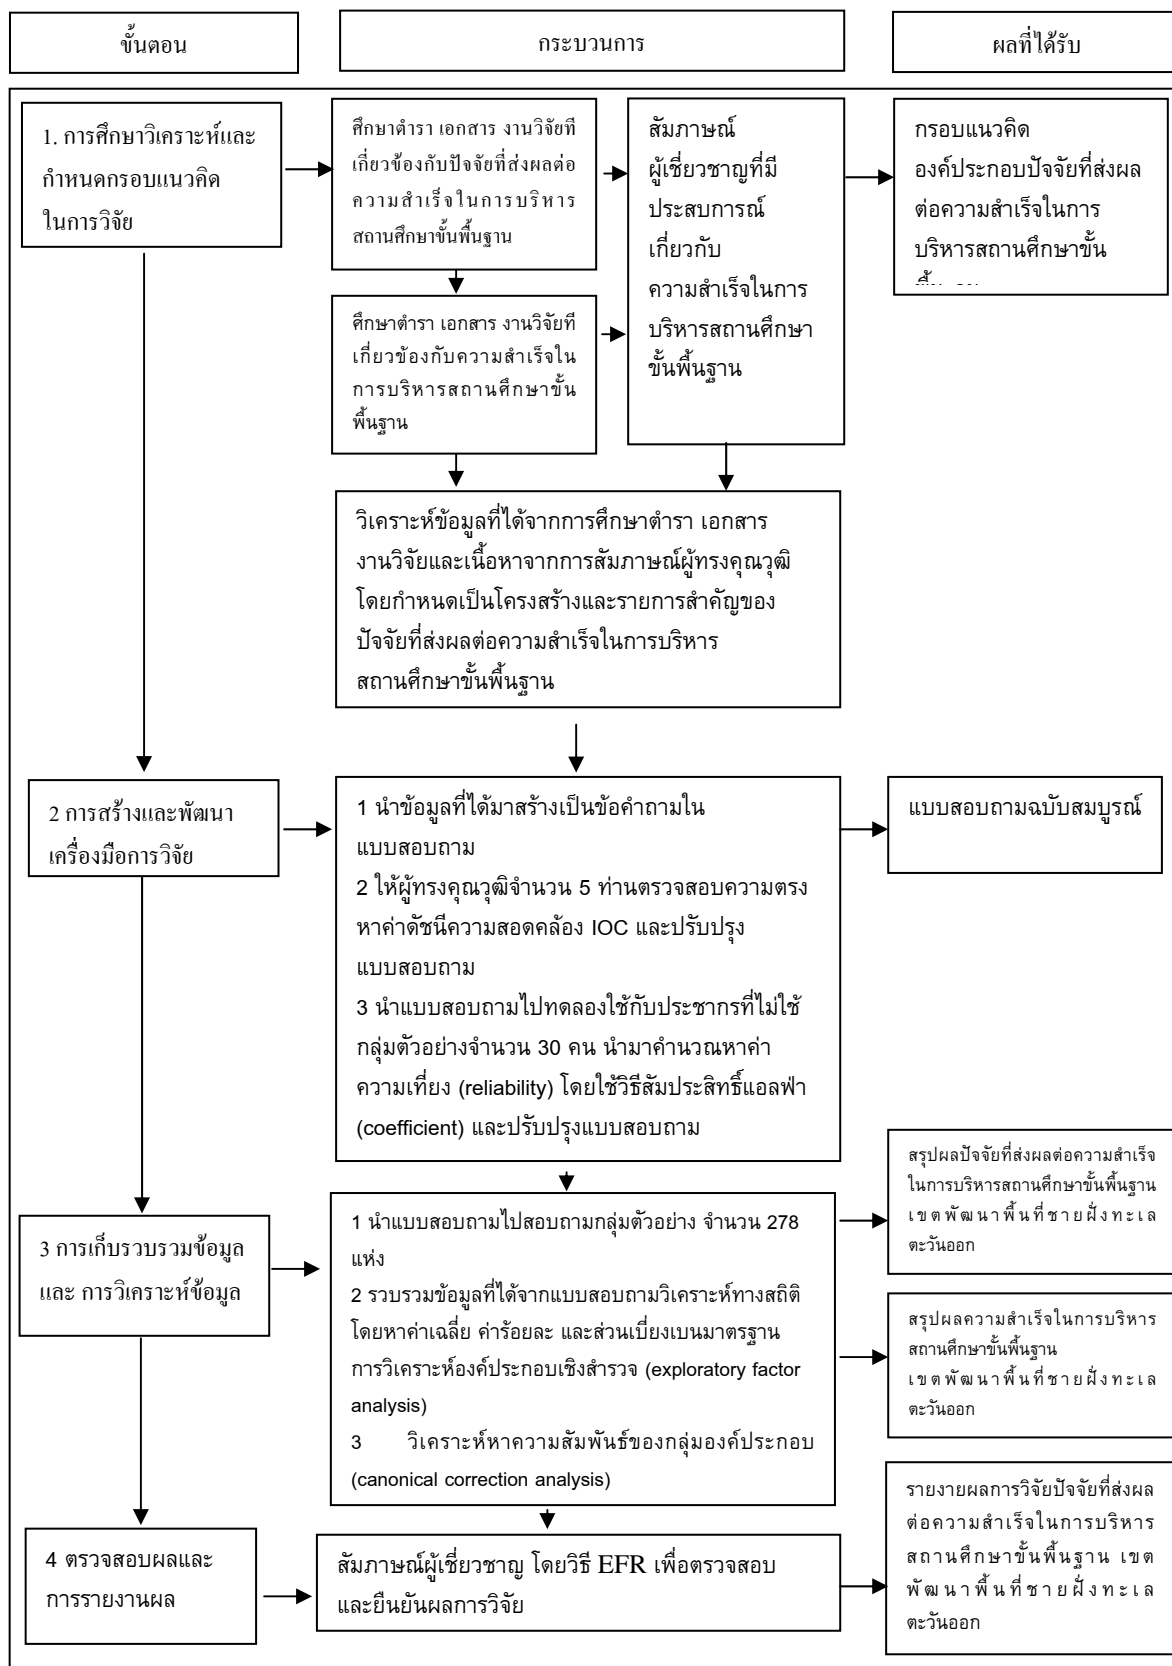 ขั้นตอน
กระบวนการ
ผลที่ได้รับ
1. การศึกษาวิเคราะห์และ
กำหนดกรอบแนวคิด
ในการวิจัย
ศึกษาตำรา เอกสาร งานวิจัยที
เกี่ยวข้องกับปัจจัยที่ส่งผลต่อ
ความสำเร็จในการบริหาร
สถานศึกษาขั้นพื้นฐาน
สัมภาษณ์
ผู้เชี่ยวชาญที่มี
ประสบการณ์
เกี่ยวกับ
ความสำเร็จในการ
บริหารสถานศึกษา
ขั้นพื้นฐาน
กรอบแนวคิด
องค์ประกอบปัจจัยที่ส่งผล
ต่อความสำเร็จในการ
บริหารสถานศึกษาขั้น
ศึกษาตำรา เอกสาร งานวิจัยที
เกี่ยวข้องกับความสำเร็จใน
การบริหารสถานศึกษาขั้น
พื้นฐาน
วิเคราะห์ข้อมูลที่ได้จากการศึกษาตำรา เอกสาร
งานวิจัยและเนื้อหาจากการสัมภาษณ์ผู้ทรงคุณวุฒิ
โดยกำหนดเป็นโครงสร้างและรายการสำคัญของ
ปัจจัยที่ส่งผลต่อความสำเร็จในการบริหาร
สถานศึกษาขั้นพื้นฐาน
2 การสร้างและพัฒนา
เครื่องมือการวิจัย
1 นำข้อมูลที่ได้มาสร้างเป็นข้อคำถามใน
แบบสอบถาม
2 ให้ผู้ทรงคุณวุฒิจำนวน 5 ท่านตรวจสอบความตรง
หาค่าดัชนีความสอดคล้อง IOC และปรับปรุง
แบบสอบถาม
3 นำแบบสอบถามไปทดลองใช้กับประชากรที่ไม่ใช้
กลุ่มตัวอย่างจำนวน 30 คน นำมาคำนวณหาค่า
ความเที่ยง (reliability) โดยใช้วิธีสัมประสิทธิ์แอลฟ่า
(coefficient) และปรับปรุงแบบสอบถาม
แบบสอบถามฉบับสมบูรณ์
3 การเก็บรวบรวมข้อมูล
และ การวิเคราะห์ข้อมูล
1 นำแบบสอบถามไปสอบถามกลุ่มตัวอย่าง จำนวน 278
แห่ง
2 รวบรวมข้อมูลที่ได้จากแบบสอบถามวิเคราะห์ทางสถิติ
โดยหาค่าเฉลี่ย ค่าร้อยละ และส่วนเบี่ยงเบนมาตรฐาน
การวิเคราะห์องค์ประกอบเชิงสำรวจ (exploratory factor
analysis)
3 วิเคราะห์หาความสัมพันธ์ของกลุ่มองค์ประกอบ
(canonical correction analysis)
สรุปผลปัจจัยที่ส่งผลต่อความสำเร็จ
ในการบริหารสถานศึกษาขั้นพื้นฐาน
เขตพัฒนาพื้นที่ชายฝั่งทะเล
ตะวันออก
สรุปผลความสำเร็จในการบริหาร
สถานศึกษาขั้นพื้นฐาน
เขตพัฒนาพื้นที่ชายฝั่งทะเล
ตะวันออก
4 ตรวจสอบผลและ
การรายงานผล
สัมภาษณ์ผู้เชี่ยวชาญ โดยวิธี EFR เพื่อตรวจสอบ
และยืนยันผลการวิจัย
รายงายผลการวิจัยปัจจัยที่ส่งผล
ต่อความสำเร็จในการบริหาร
สถานศึกษาขั้นพื้นฐาน เขต
พัฒนาพื้นที่ชายฝั่งทะเล
ตะวันออก